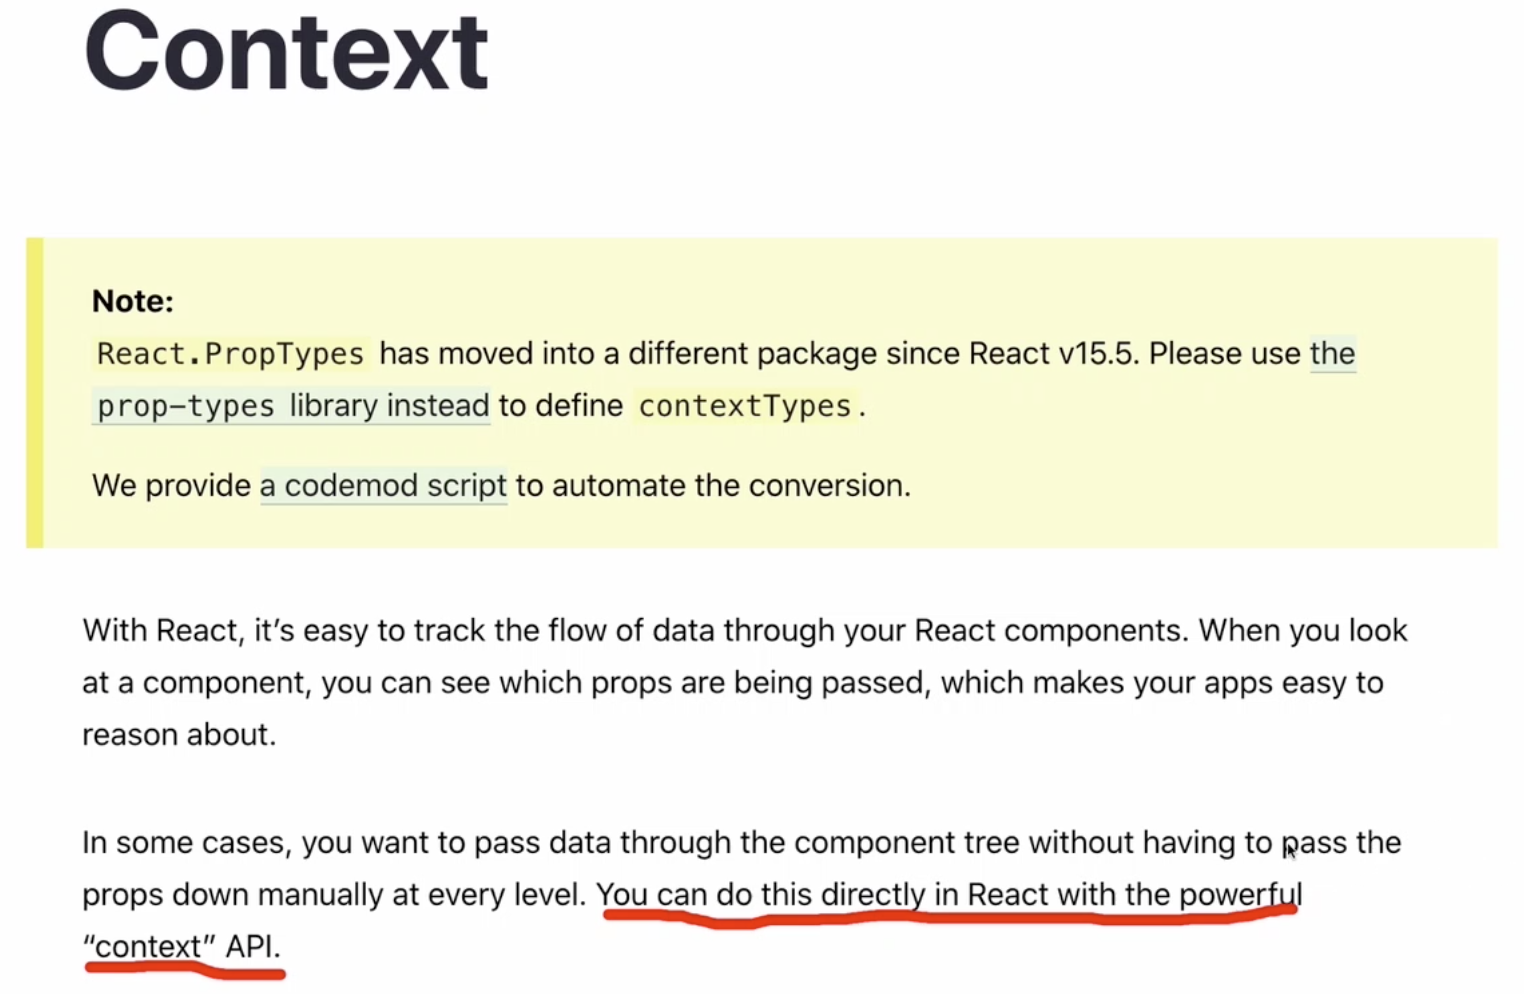 Context
Note:
React.PropTypes has moved into a different package since React v15.5. Please use the
prop-types library instead to define contextTypes.
We provide a codemod script to automate the conversion.
With React, it’s easy to track the flow of data through your React components. When you look
at a component, you can see which props are being passed, which makes your apps easy to
reason about.
In some cases, you want to pass data through the component tree without having to pass the
props down manually at every level. You can do this directly in React with the powerful
“context” API.